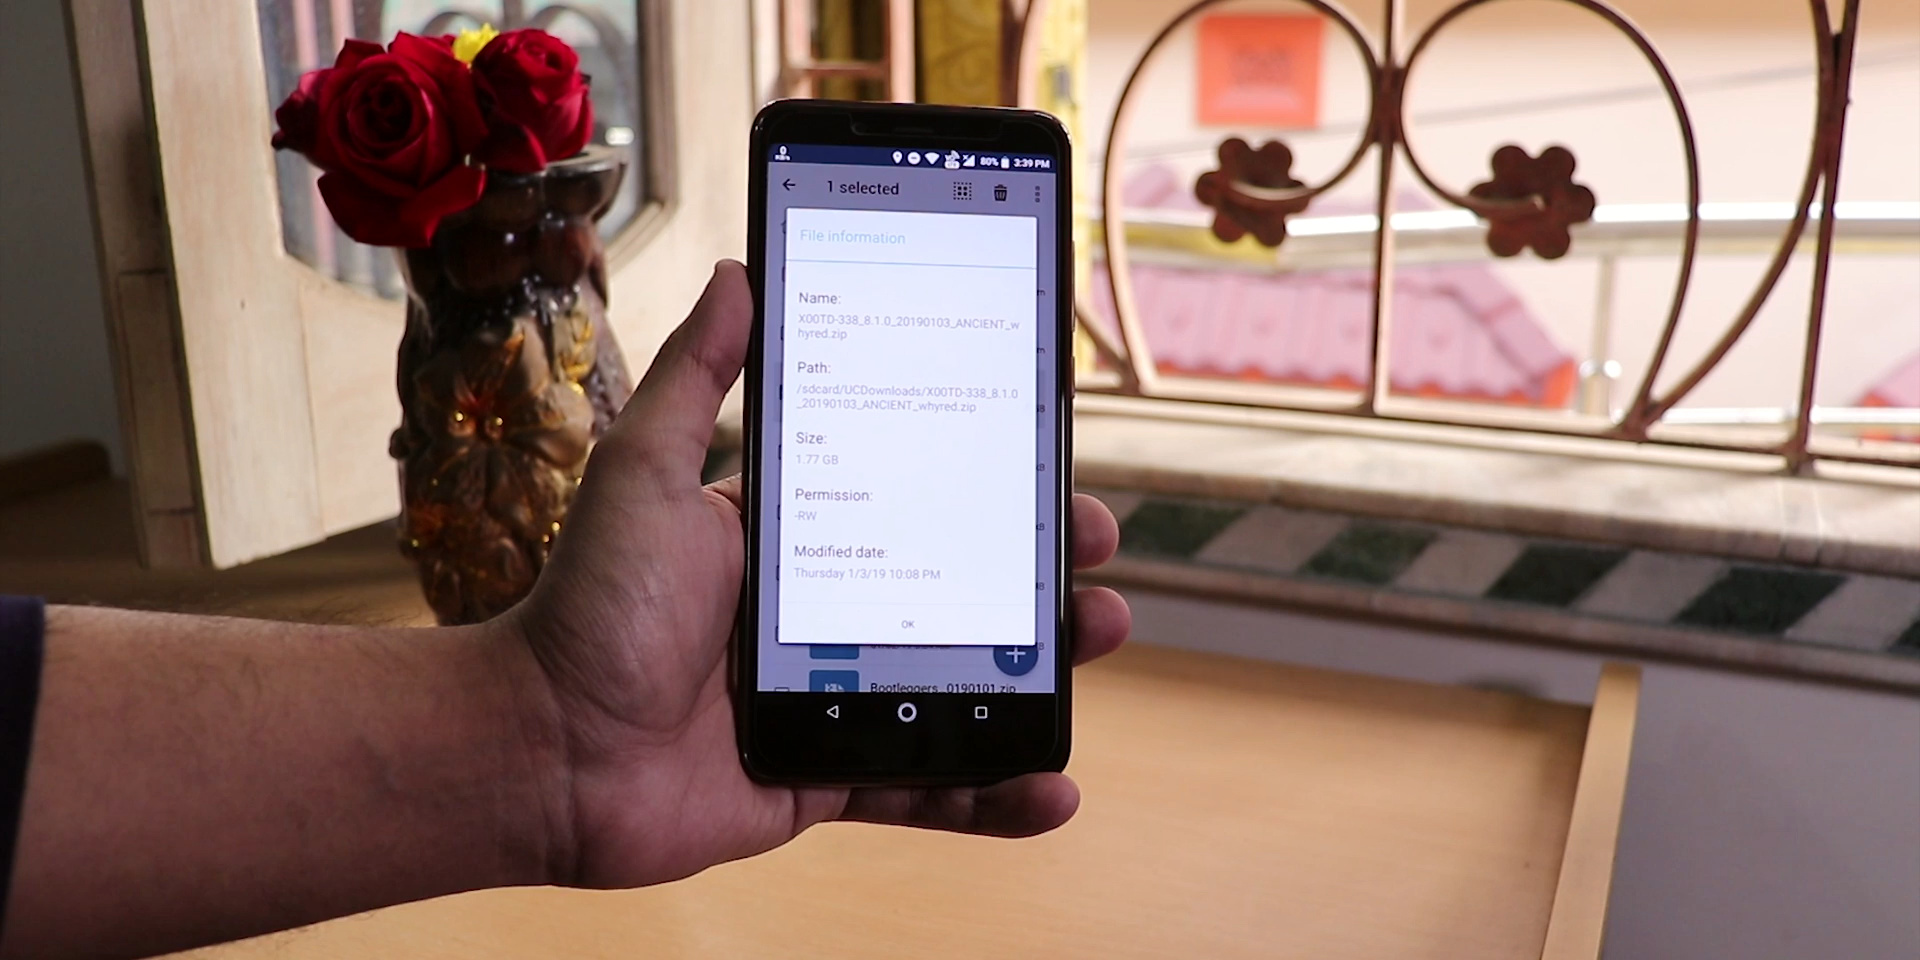 80% 3:39 PM
1 selected
File information
Name:
X00TD-338_8.1.0_20190103_ANCIENT_w
hyred.zip
Path:
/sdcard/UCDownloads/X00TD-338_8.1.0
_20190103_ANCIENT_whyred.zip
Size:
1.77 GB
Permission:
-RW
Modified date:
Thursday 1/3/19 10:08 PM
OK
Bootleggers_0190101.zip